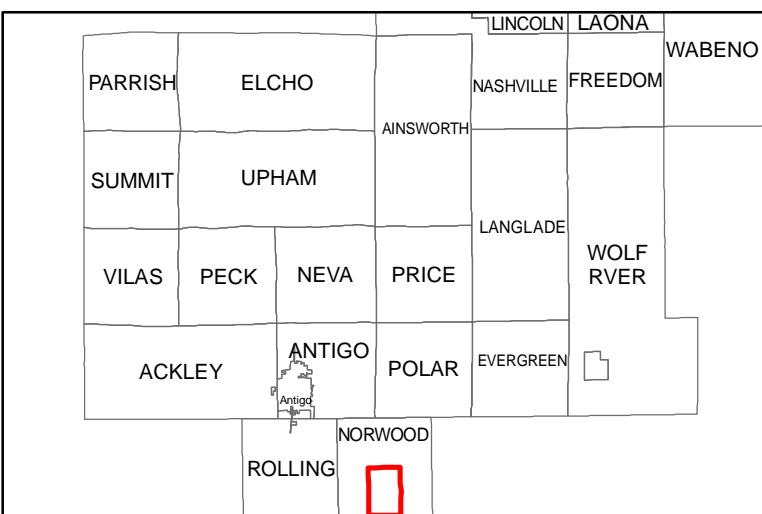 LINCOLN
LAONA
WABENO
PARRISH
ELCHO
NASHVILLE
FREEDOM
AINSWORTH
SUMMIT
UPHAM
LANGLADE
WOLF
RVER
VILAS
PECK
NEVA
PRICE
ANTIGO
ACKLEY
POLAR
EVERGREEN
Antigo
NORWOOD
ROLLING